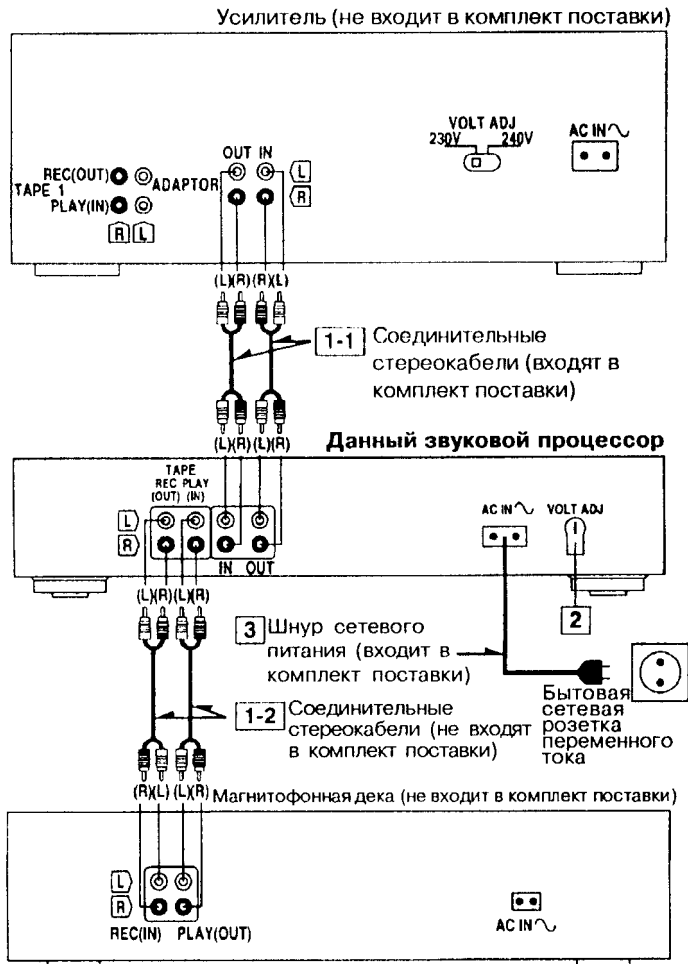 Усилитель (не входит в комплект поставки)
VOLT ADJ
230V 240V
AC IN
OUT IN
REC(OUT)
TAPE 1
ADAPTOR
PLAY(IN)
L
R
R L
(L)(R)(R)(L)
1-1 Соединительные
стереокабели (входят в
комплект поставки)
(L)(R)(L)(R)
Данный звуковой процессор
TAPE
REC PLAY
(OUT) (IN)
L
R
IN OUT
AC IN VOLT ADJ
(L)(R)(L)(R)
2
3 Шнур сетевого
питания (входит в
комплект поставки)
Бытовая
сетевая
розетка
переменного
тока
1-2 Соединительные
стереокабели (не входят
в комплект поставки)
(R)(L) (L)(R)
Магнитофонная дека (не входит в комплект поставки)
L
R
REC(IN) PLAY(OUT)
AC IN